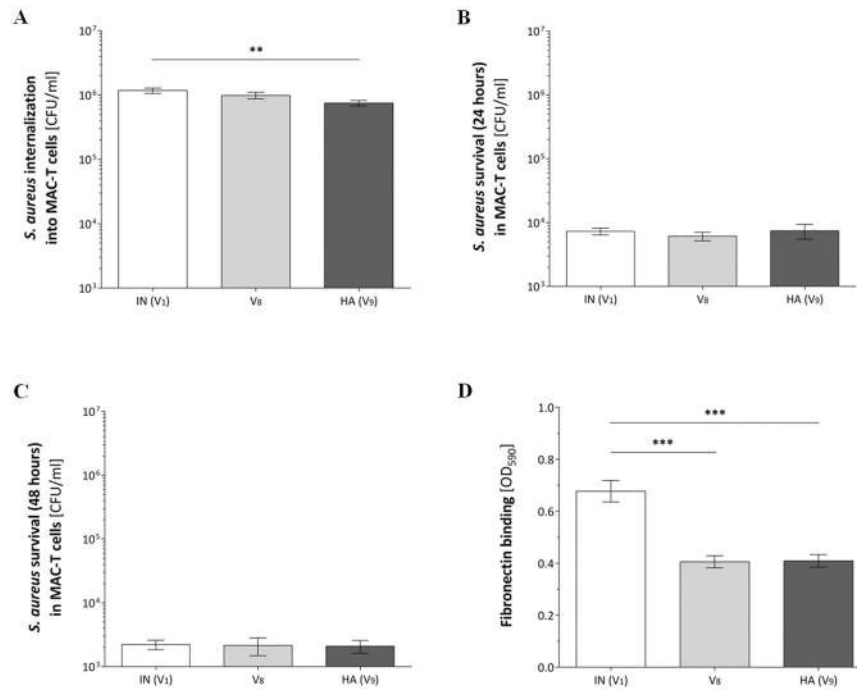 A
S. aureus internalization
into MAC-T cells [CFU/ml]
10⁷
10⁶
10⁵
10⁴
10³
**
IN (V₁)
V₈
HA (V₉)
B
S. aureus survival (24 hours)
in MAC-T cells [CFU/ml]
10⁷
10⁶
10⁵
10⁴
10³
IN (V₁)
V₈
HA (V₉)
C
S. aureus survival (48 hours)
in MAC-T cells [CFU/ml]
10⁷
10⁶
10⁵
10⁴
10³
IN (V₁)
V₈
HA (V₉)
D
Fibronectin binding [OD₅₉₀]
1.0
0.8
0.6
0.4
0.2
0.0
***
***
IN (V₁)
V₈
HA (V₉)